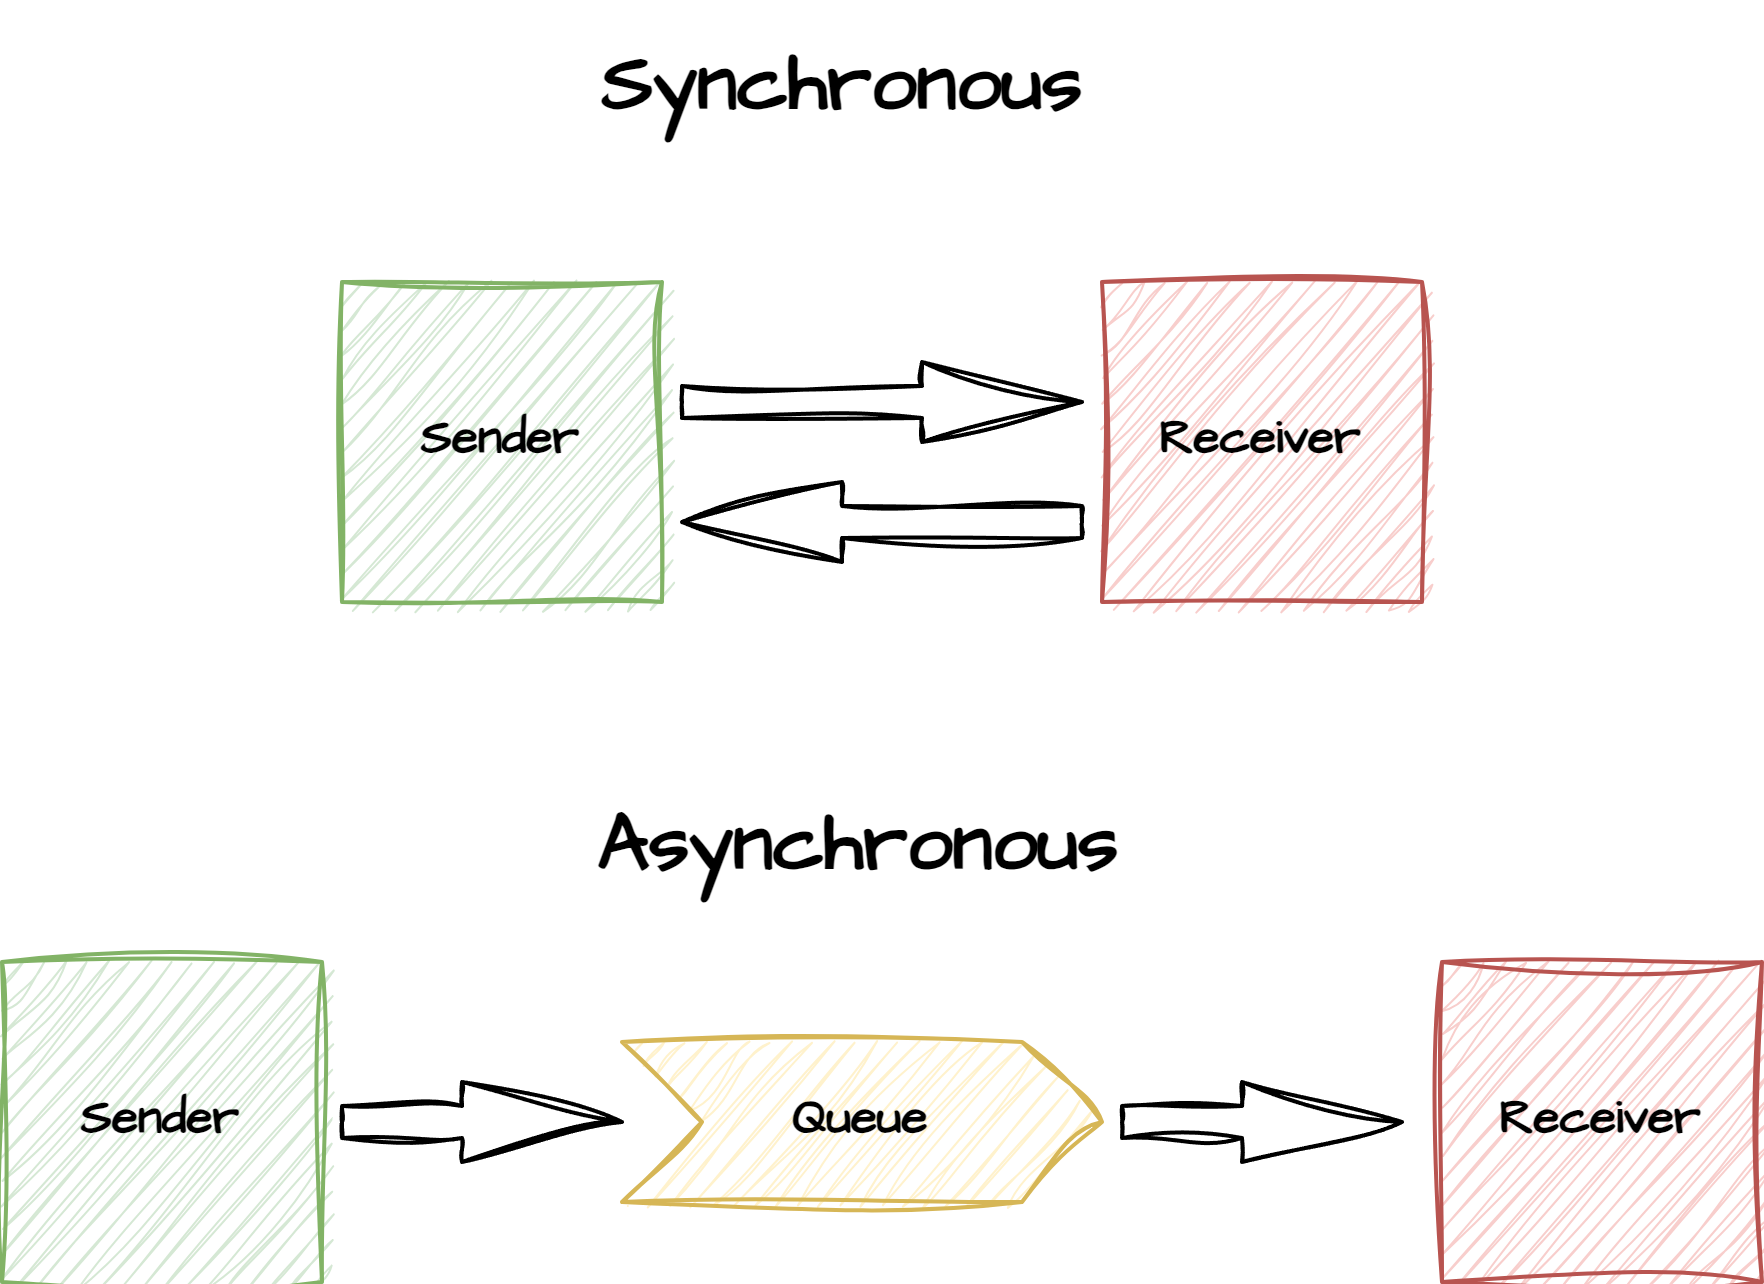 Synchronous
Sender
Receiver
Asynchronous
Sender
Queue
Receiver